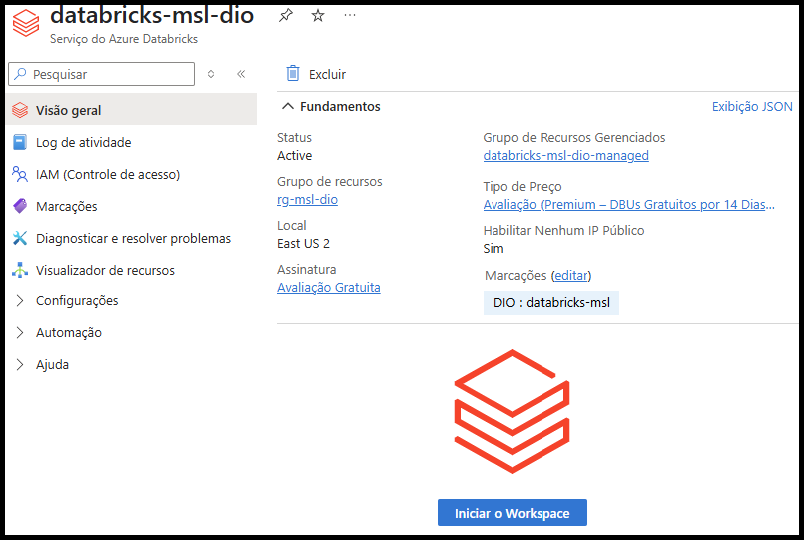 databricks-msl-dio
Serviço do Azure Databricks
Pesquisar
Visão geral
Log de atividade
IAM (Controle de acesso)
Marcações
Diagnosticar e resolver problemas
Visualizador de recursos
Configurações
Automação
Ajuda
Excluir
Fundamentos
Exibição JSON
Status
Active
Grupo de recursos
rg-msl-dio
Local
East US 2
Assinatura
Avaliação Gratuita
Grupo de Recursos Gerenciados
databricks-msl-dio-managed
Tipo de Preço
Avaliação (Premium – DBUs Gratuitos por 14 Dias...
Habilitar Nenhum IP Público
Sim
Marcações (editar)
DIO : databricks-msl
Iniciar o Workspace